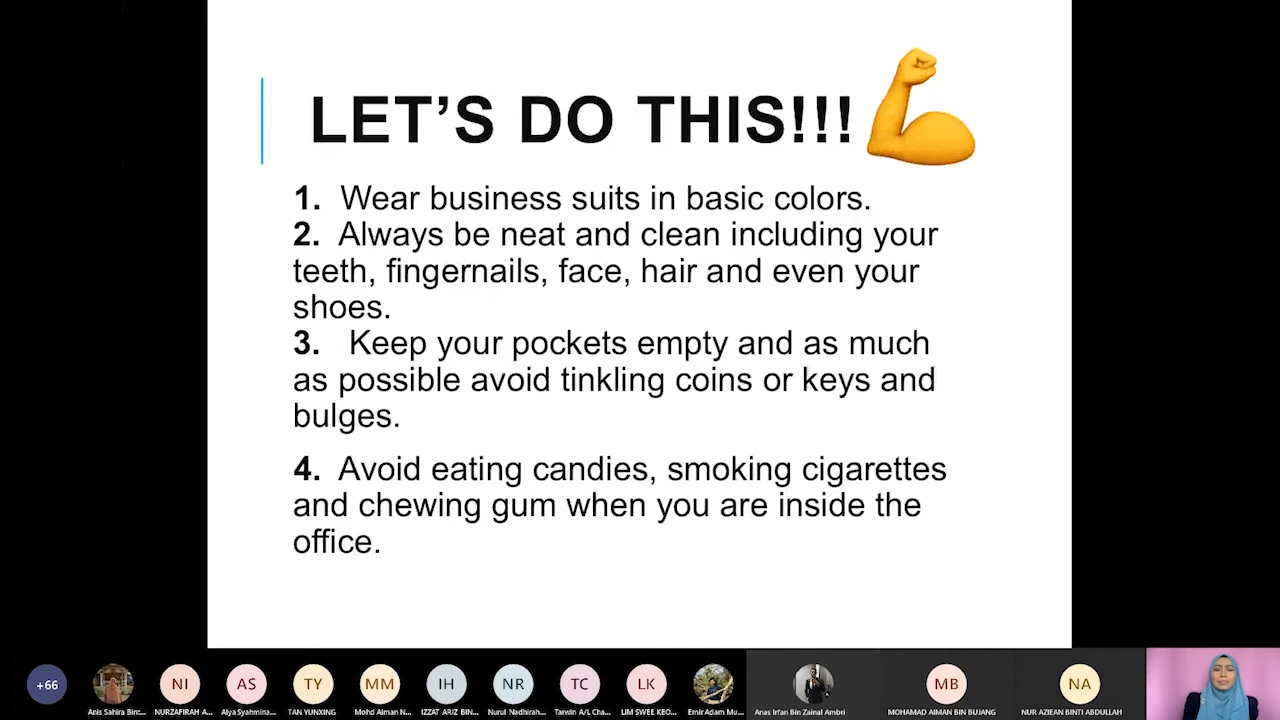 LET’S DO THIS!!!
1. Wear business suits in basic colors.
2. Always be neat and clean including your
teeth, fingernails, face, hair and even your
shoes.
3. Keep your pockets empty and as much
as possible avoid tinkling coins or keys and
bulges.
4. Avoid eating candies, smoking cigarettes
and chewing gum when you are inside the
office.
+66 NI AS TY MM IH NR TC LK MB NA
Anis Sahira Bint... NURZAFIRAH A... Alya Syahmina... TAN YUNXING Mohd Aiman N... IZZAT ARIZ BIN... Nurul Nadhirah... Tarwin A/L Cha... LIM SWEE KEO... Emir Adam Mu... Anas Irfan Bin Zainal Ambri MOHAMAD AIMAN BIN BUJANG NUR AZIEAN BINTI ABDULLAH